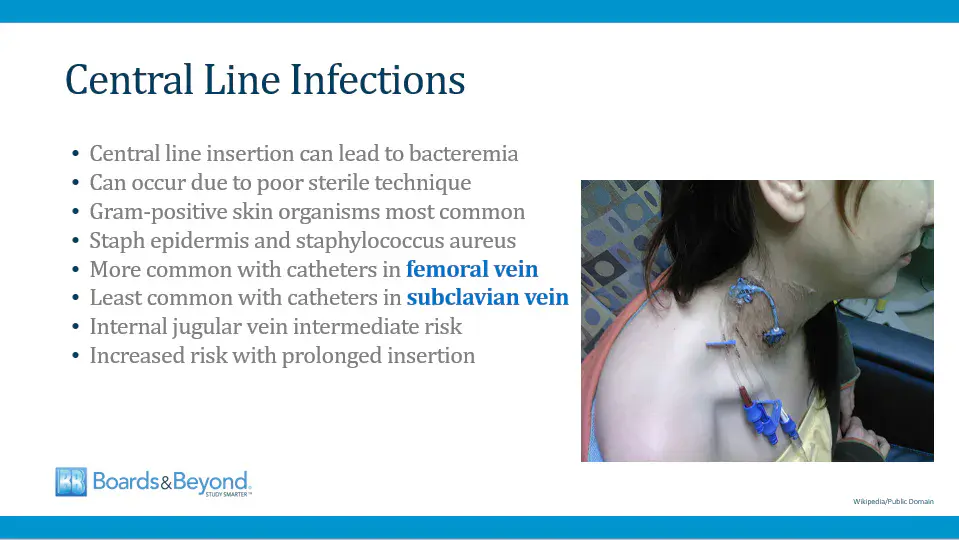 Central Line Infections
• Central line insertion can lead to bacteremia
• Can occur due to poor sterile technique
• Gram-positive skin organisms most common
• Staph epidermis and staphylococcus aureus
• More common with catheters in femoral vein
• Least common with catheters in subclavian vein
• Internal jugular vein intermediate risk
• Increased risk with prolonged insertion
BB Boards&Beyond.
STUDY SMARTER™
Wikipedia/Public Domain